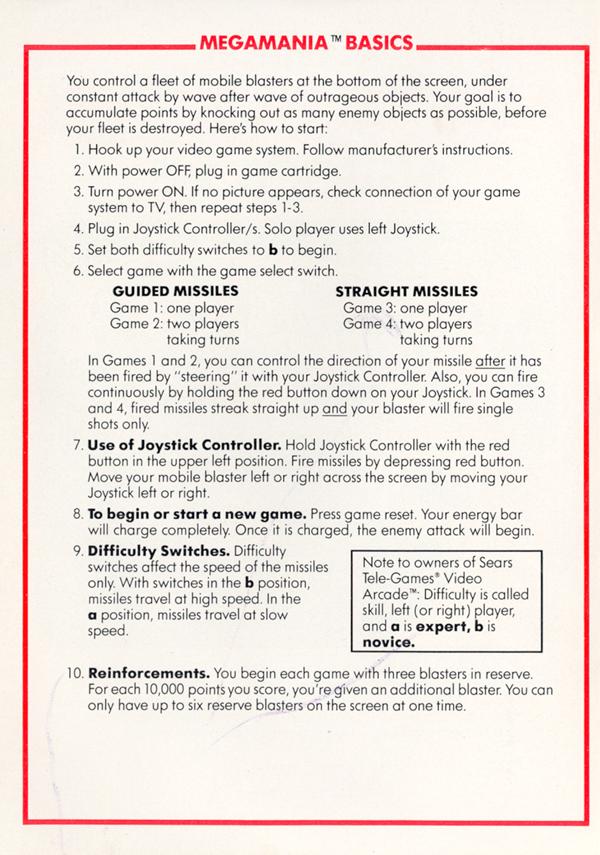 MEGAMANIA™ BASICS
You control a fleet of mobile blasters at the bottom of the screen, under
constant attack by wave after wave of outrageous objects. Your goal is to
accumulate points by knocking out as many enemy objects as possible, before
your fleet is destroyed. Here's how to start:
1. Hook up your video game system. Follow manufacturer's instructions.
2. With power OFF, plug in game cartridge.
3. Turn power ON. If no picture appears, check connection of your game
system to TV, then repeat steps 1-3.
4. Plug in Joystick Controller/s. Solo player uses left Joystick.
5. Set both difficulty switches to b to begin.
6. Select game with the game select switch.
GUIDED MISSILES
Game 1: one player
Game 2: two players
taking turns
STRAIGHT MISSILES
Game 3: one player
Game 4: two players
taking turns
In Games 1 and 2, you can control the direction of your missile after it has
been fired by "steering" it with your Joystick Controller. Also, you can fire
continuously by holding the red button down on your Joystick. In Games 3
and 4, fired missiles streak straight up and your blaster will fire single
shots only.
7. Use of Joystick Controller. Hold Joystick Controller with the red
button in the upper left position. Fire missiles by depressing red button.
Move your mobile blaster left or right across the screen by moving your
Joystick left or right.
8. To begin or start a new game. Press game reset. Your energy bar
will charge completely. Once it is charged, the enemy attack will begin.
9. Difficulty Switches. Difficulty
switches affect the speed of the missiles
only. With switches in the b position,
missiles travel at high speed. In the
a position, missiles travel at slow
speed.
Note to owners of Sears
Tele-Games® Video
Arcade™: Difficulty is called
skill, left (or right) player,
and a is expert, b is
novice.
10. Reinforcements. You begin each game with three blasters in reserve.
For each 10,000 points you score, you're given an additional blaster. You can
only have up to six reserve blasters on the screen at one time.